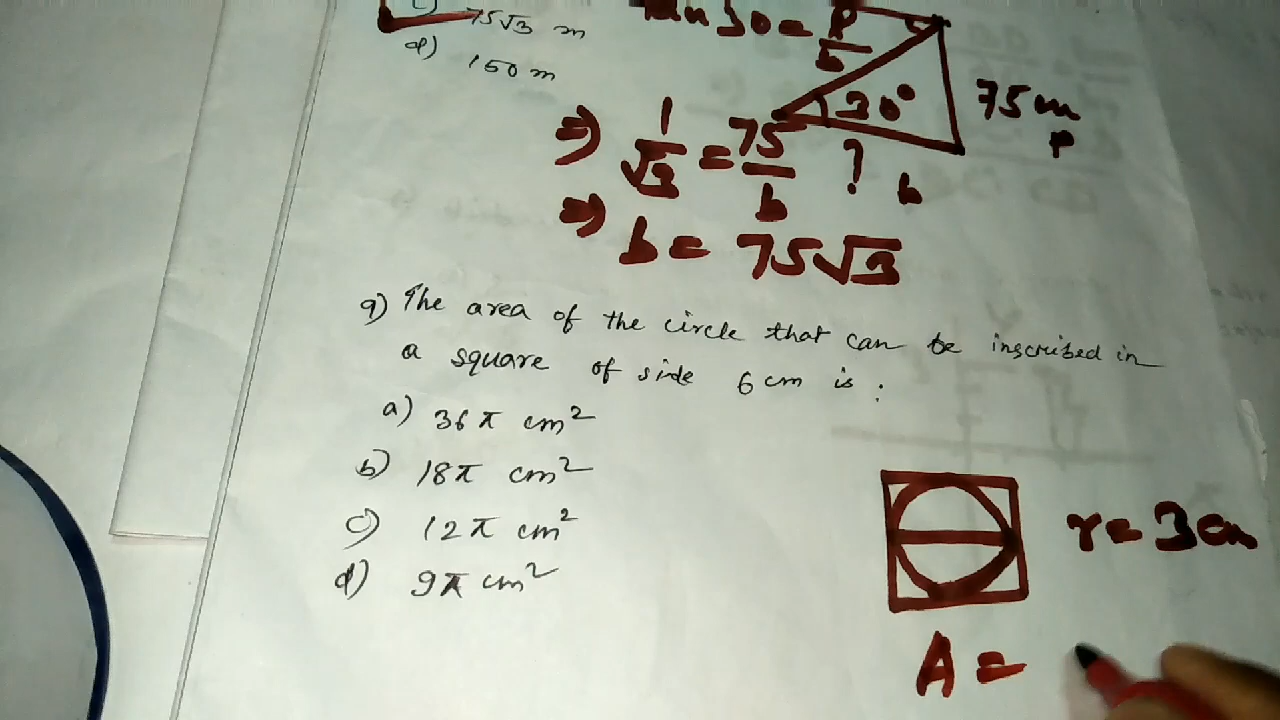 c) 75√3 m
d) 150 m
tan 30 = p/b
30°
75m
p
? b
⇒ 1/√3 = 75/b
⇒ b = 75√3
9) The area of the circle that can be inscribed in
a square of side 6 cm is :
a) 36π cm²
b) 18π cm²
c) 12π cm²
d) 9π cm²
r = 3 cm
A =